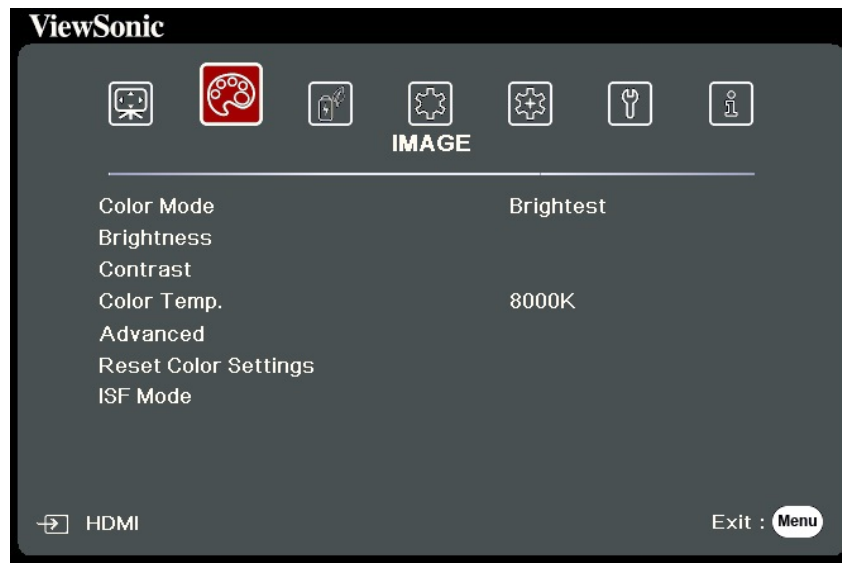 ViewSonic
IMAGE
Color Mode Brightest
Brightness
Contrast
Color Temp. 8000K
Advanced
Reset Color Settings
ISF Mode
HDMI Exit : Menu